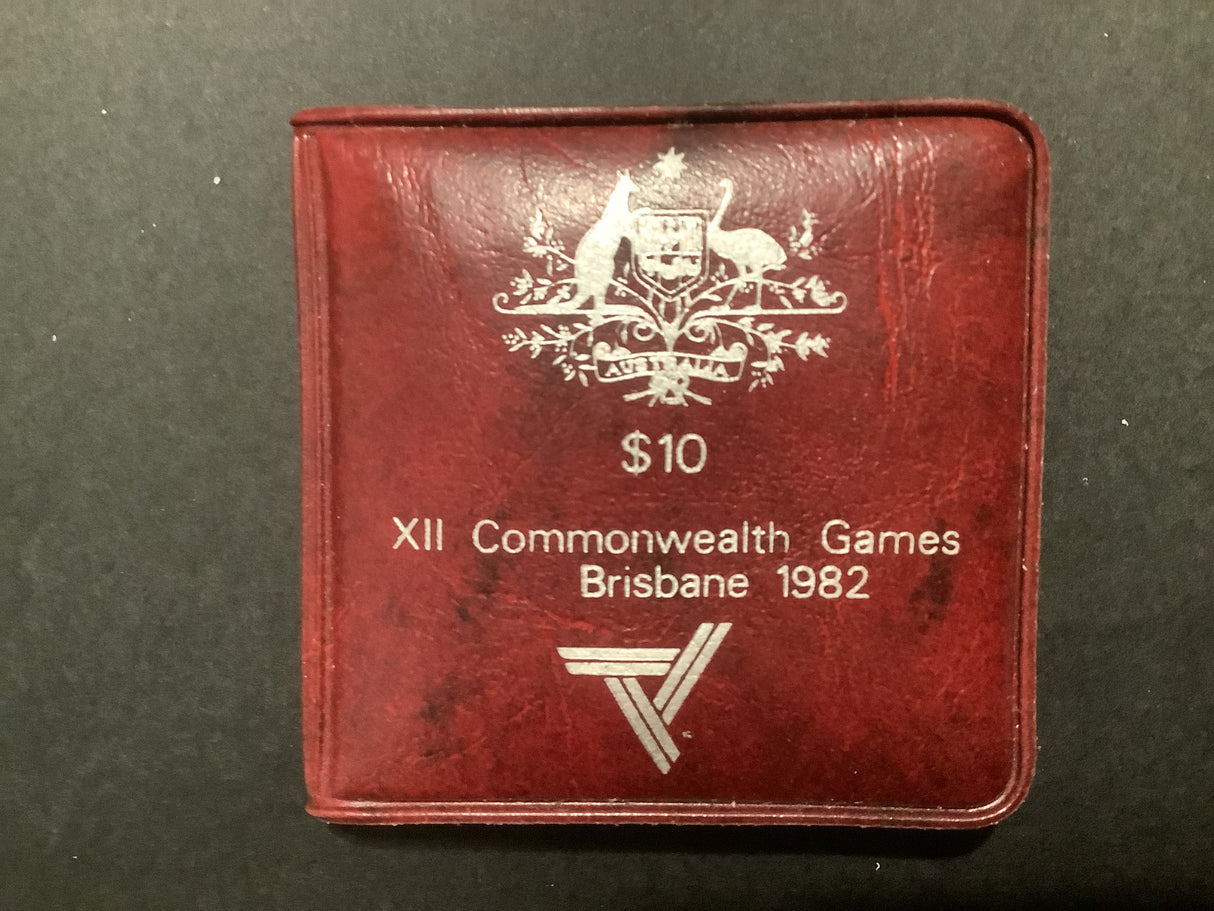 AUSTRALIA
$10
XII Commonwealth Games
Brisbane 1982